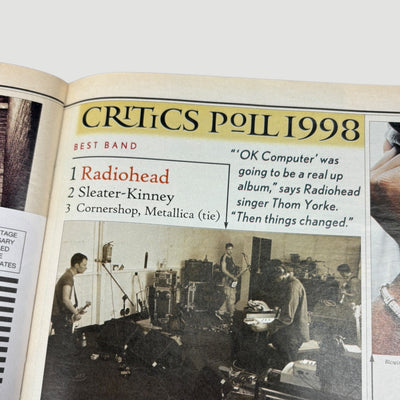 CRITICS POLL 1998
BEST BAND
1 Radiohead
2 Sleater-Kinney
3 Cornershop, Metallica (tie)
“‘OK Computer’ was
going to be a real up
album,” says Radiohead
singer Thom Yorke.
“Then things changed.”